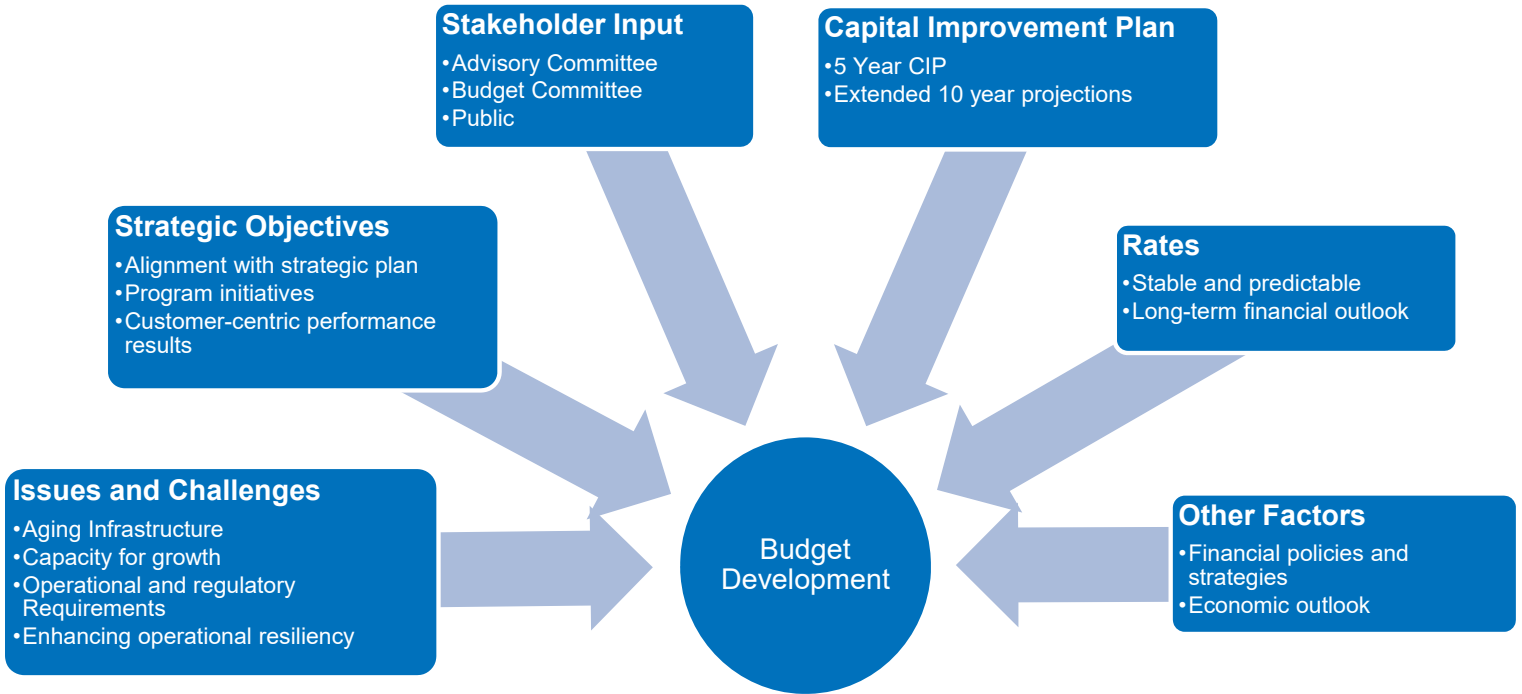 Stakeholder Input
•Advisory Committee
•Budget Committee
•Public
Capital Improvement Plan
•5 Year CIP
•Extended 10 year projections
Strategic Objectives
•Alignment with strategic plan
•Program initiatives
•Customer-centric performance
results
Rates
•Stable and predictable
•Long-term financial outlook
Issues and Challenges
•Aging Infrastructure
•Capacity for growth
•Operational and regulatory
Requirements
•Enhancing operational resiliency
Budget
Development
Other Factors
•Financial policies and
strategies
•Economic outlook